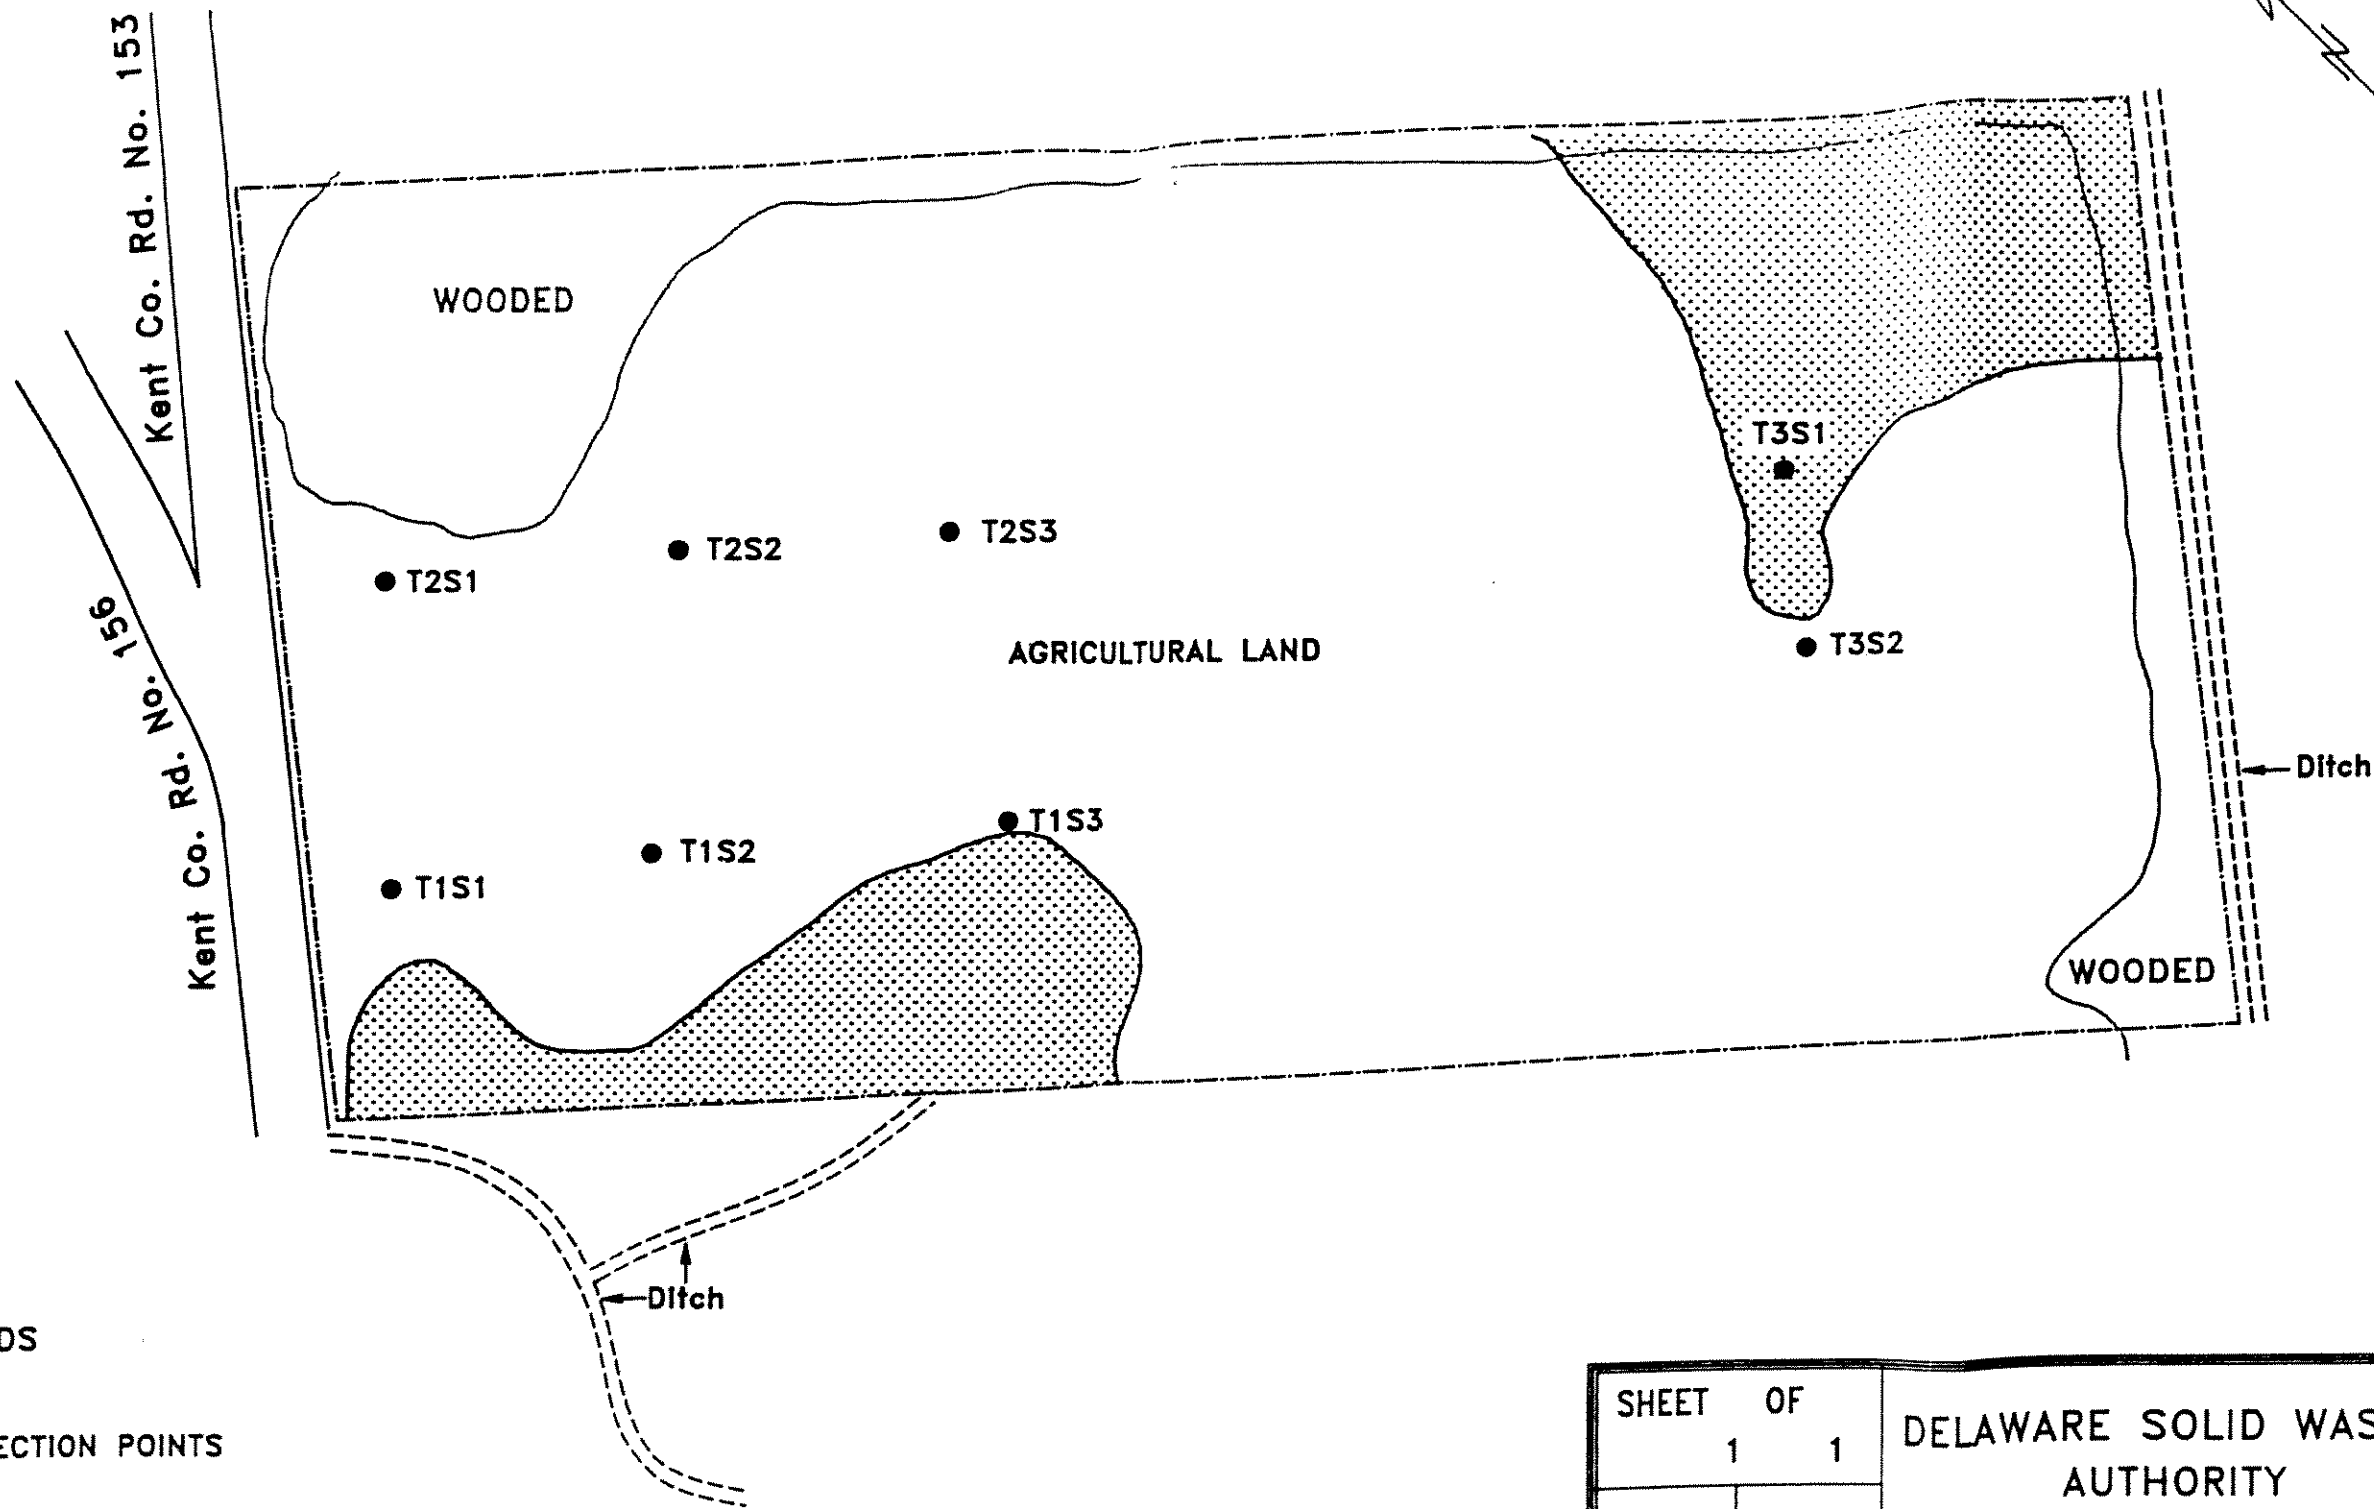 Kent Co. Rd. No. 153
WOODED
T3S1
T2S1
T2S2
T2S3
Kent Co. Rd. No. 156
AGRICULTURAL LAND
T3S2
Ditch
T1S3
T1S2
T1S1
WOODED
Ditch
DS
ECTION POINTS
SHEET OF
1 1
DELAWARE SOLID WAS
AUTHORITY